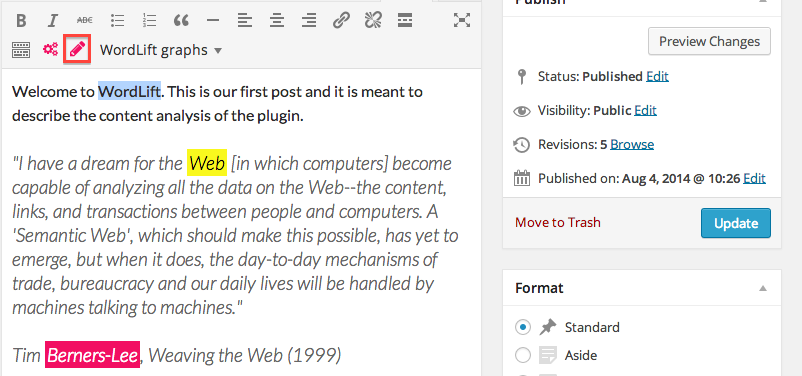 Publish
B I ABC
WordLift graphs
Preview Changes
Status: Published Edit
Visibility: Public Edit
Revisions: 5 Browse
Published on: Aug 4, 2014 @ 10:26 Edit
Move to Trash
Update
Welcome to WordLift. This is our first post and it is meant to
describe the content analysis of the plugin.
"I have a dream for the Web [in which computers] become
capable of analyzing all the data on the Web--the content,
links, and transactions between people and computers. A
'Semantic Web', which should make this possible, has yet to
emerge, but when it does, the day-to-day mechanisms of
trade, bureaucracy and our daily lives will be handled by
machines talking to machines."
Tim Berners-Lee, Weaving the Web (1999)
Format
Standard
Aside